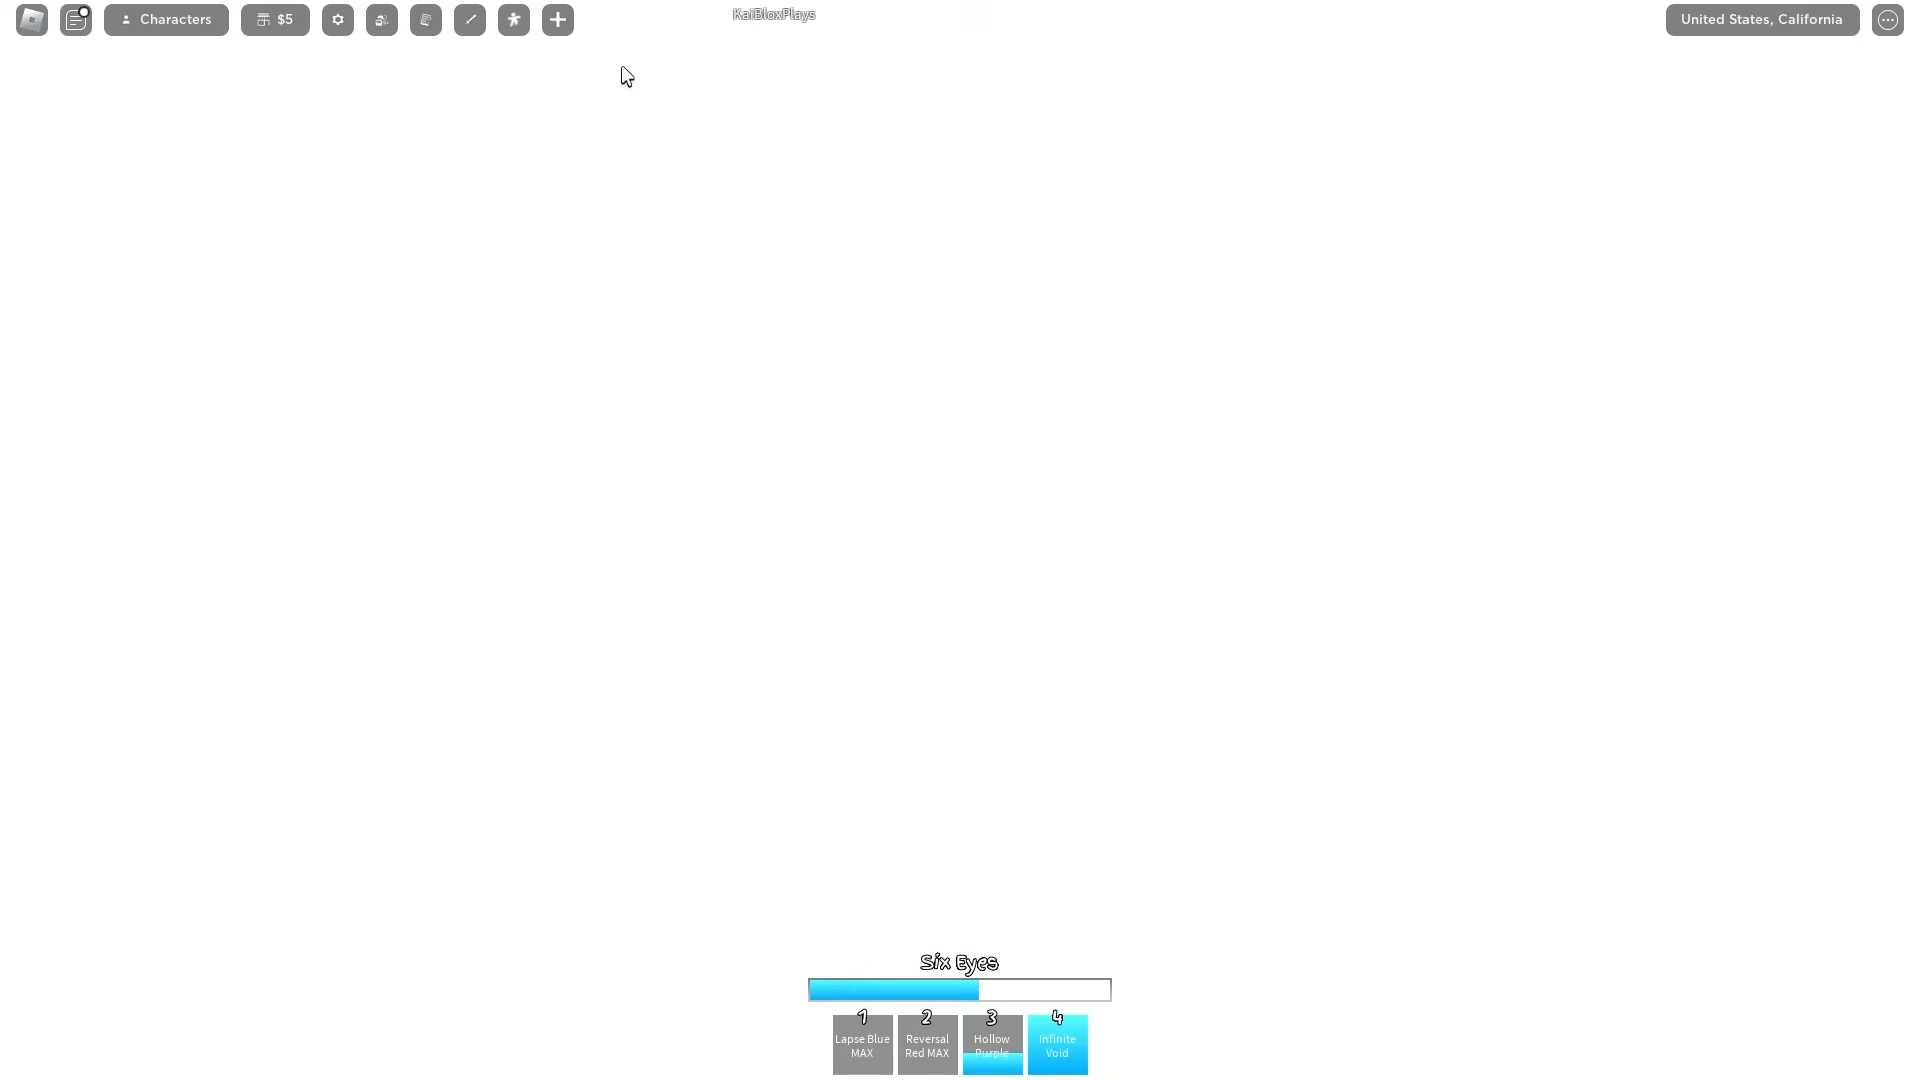 Characters
$5
KaiBloxPlays
United States, California
Six Eyes
1
2
3
4
Lapse Blue
MAX
Reversal
Red MAX
Hollow
Purple
Infinite
Void